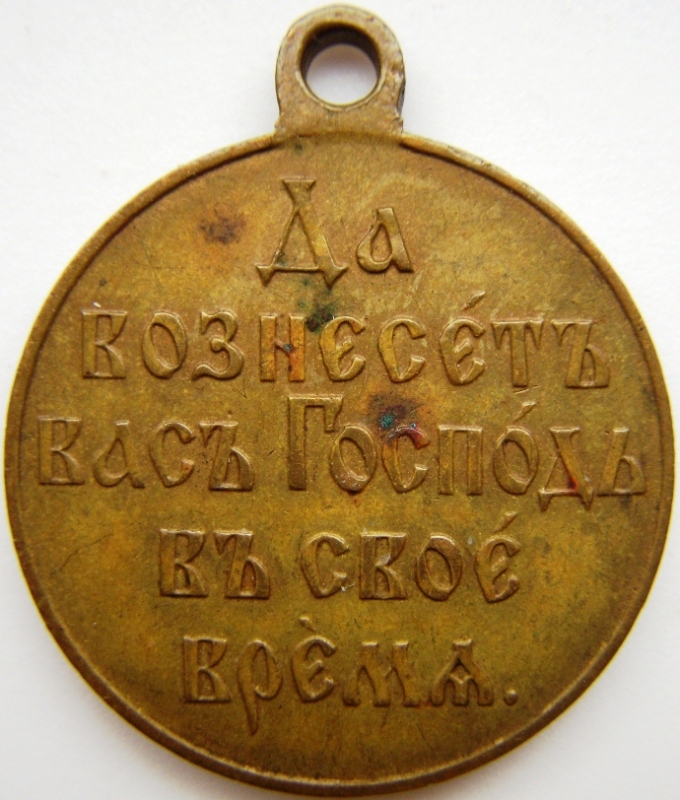 Да
вознесе́тъ
васъ Госпо́дь
въ свое́
врѐмѧ.